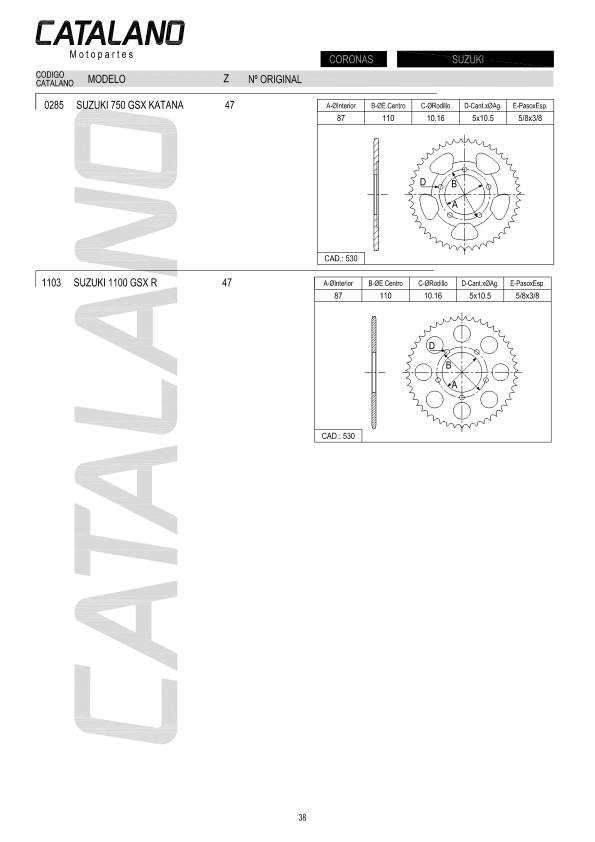 CATALANO
Motopartes
CORONAS SUZUKI
CODIGO CATALANO MODELO Z Nº ORIGINAL
0285 SUZUKI 750 GSX KATANA 47
A-ØInterior B-ØE.Centro C-ØRodillo D-Cant.xØAg. E-PasoxEsp.
87 110 10.16 5x10.5 5/8x3/8
D
B
A
CAD.: 530
1103 SUZUKI 1100 GSX R 47
A-ØInterior B-ØE.Centro C-ØRodillo D-Cant.xØAg. E-PasoxEsp.
87 110 10.16 5x10.5 5/8x3/8
D
B
A
CAD.: 530
CATALANO
38